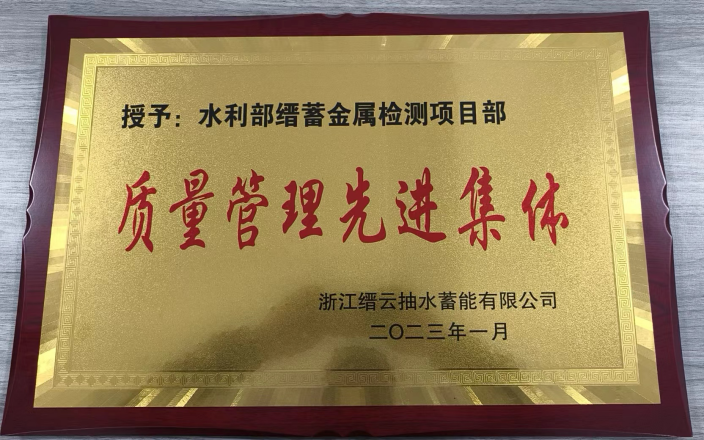 授予：水利部缙蓄金属检测项目部
质量管理先进集体
浙江缙云抽水蓄能有限公司
二〇二三年一月